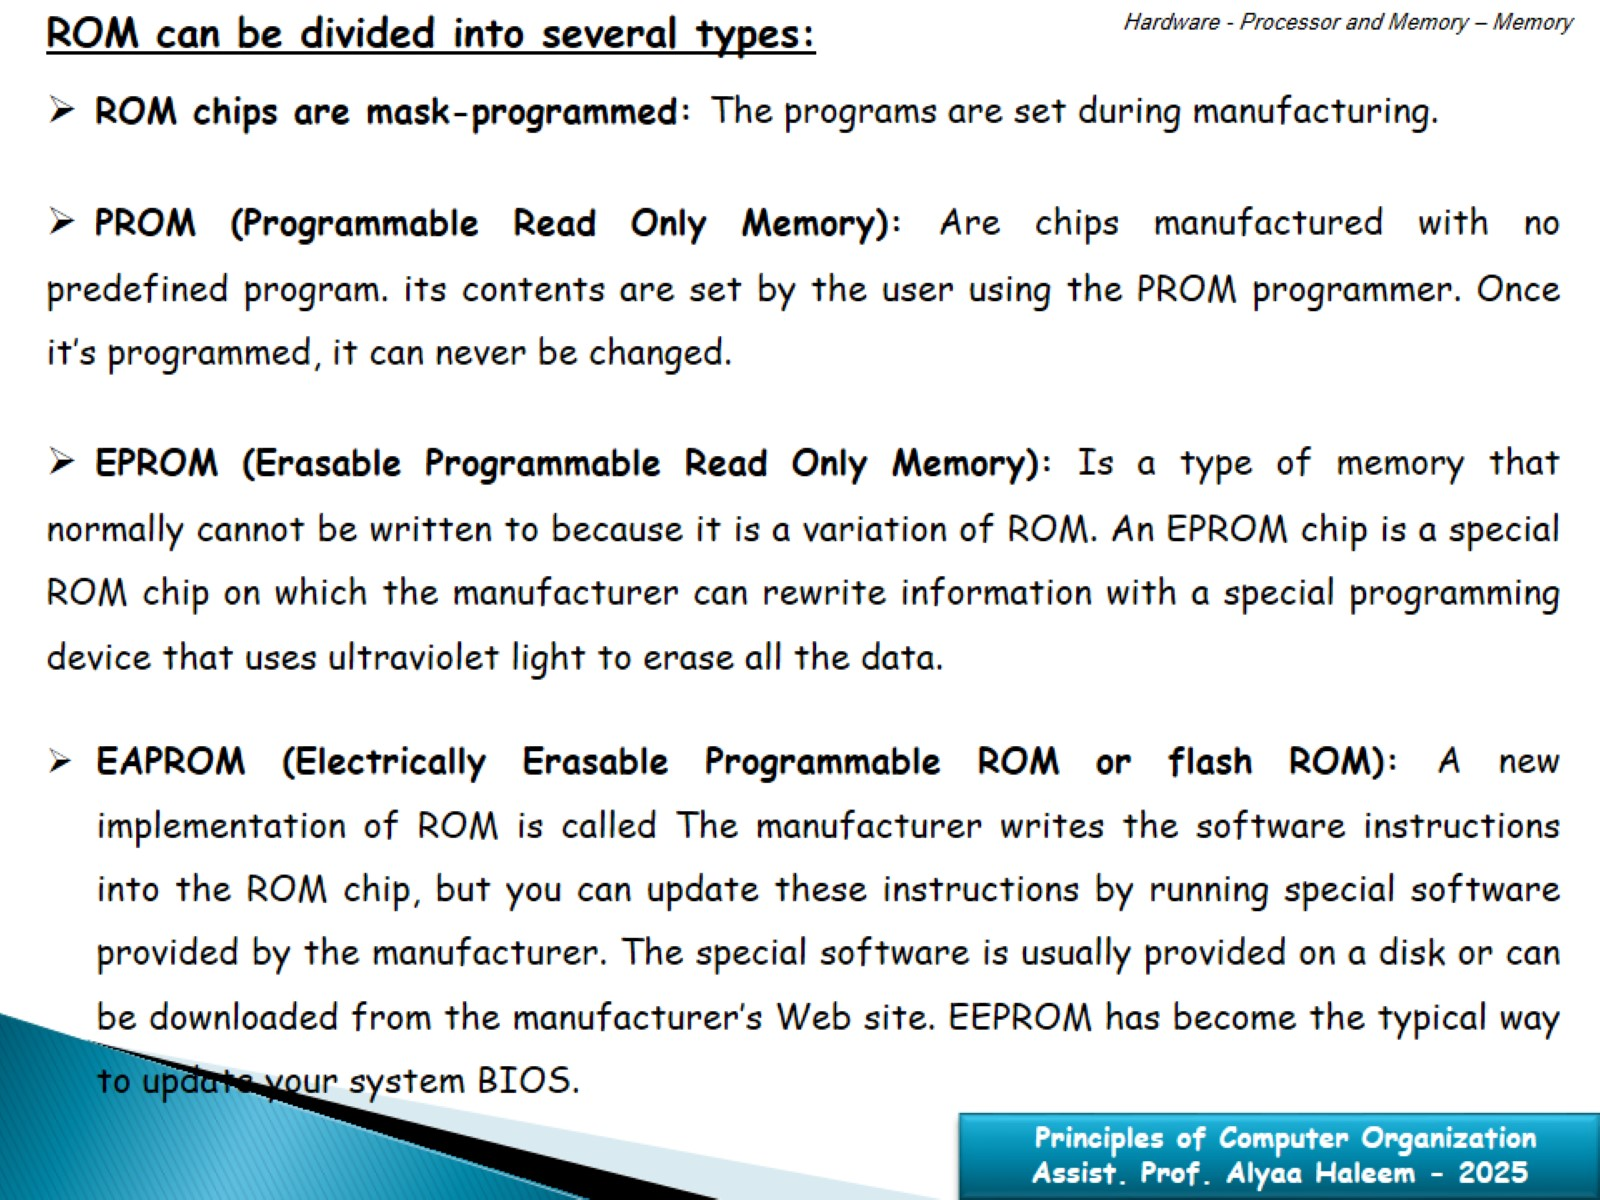 Hardware - Processor and Memory – Memory
ROM can be divided into several types:
➢ ROM chips are mask-programmed: The programs are set during manufacturing.
➢ PROM (Programmable Read Only Memory): Are chips manufactured with no
predefined program. its contents are set by the user using the PROM programmer. Once
it’s programmed, it can never be changed.
➢ EPROM (Erasable Programmable Read Only Memory): Is a type of memory that
normally cannot be written to because it is a variation of ROM. An EPROM chip is a special
ROM chip on which the manufacturer can rewrite information with a special programming
device that uses ultraviolet light to erase all the data.
➢ EAPROM (Electrically Erasable Programmable ROM or flash ROM): A new
implementation of ROM is called The manufacturer writes the software instructions
into the ROM chip, but you can update these instructions by running special software
provided by the manufacturer. The special software is usually provided on a disk or can
be downloaded from the manufacturer’s Web site. EEPROM has become the typical way
to update your system BIOS.
Principles of Computer Organization
Assist. Prof. Alyaa Haleem - 2025